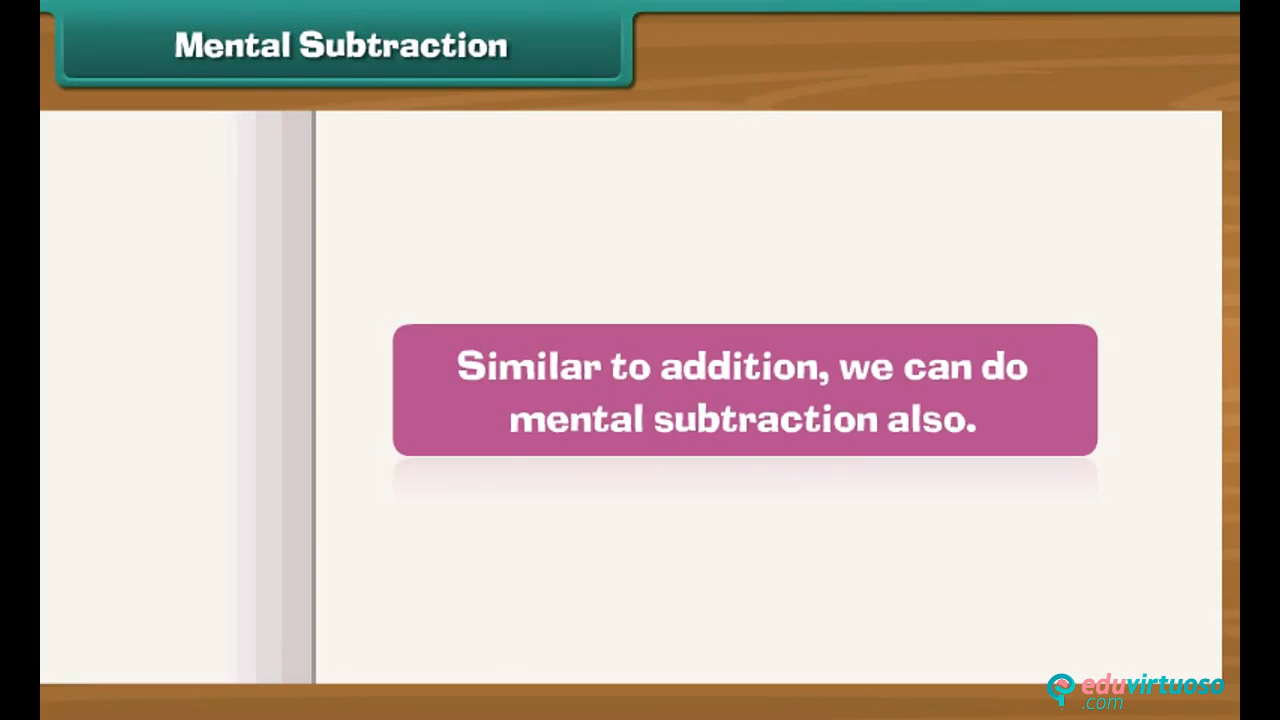 Mental Subtraction
Similar to addition, we can do
mental subtraction also.
eduvirtuoso
.com